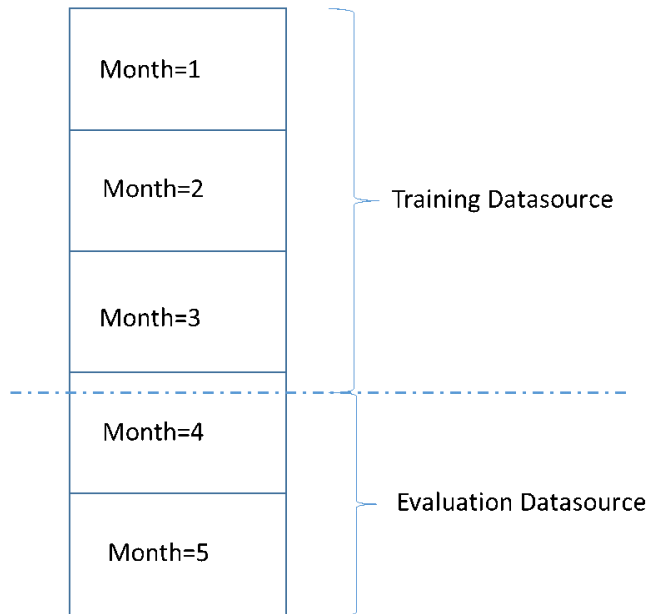 Month=1
Month=2
Training Datasource
Month=3
Month=4
Evaluation Datasource
Month=5